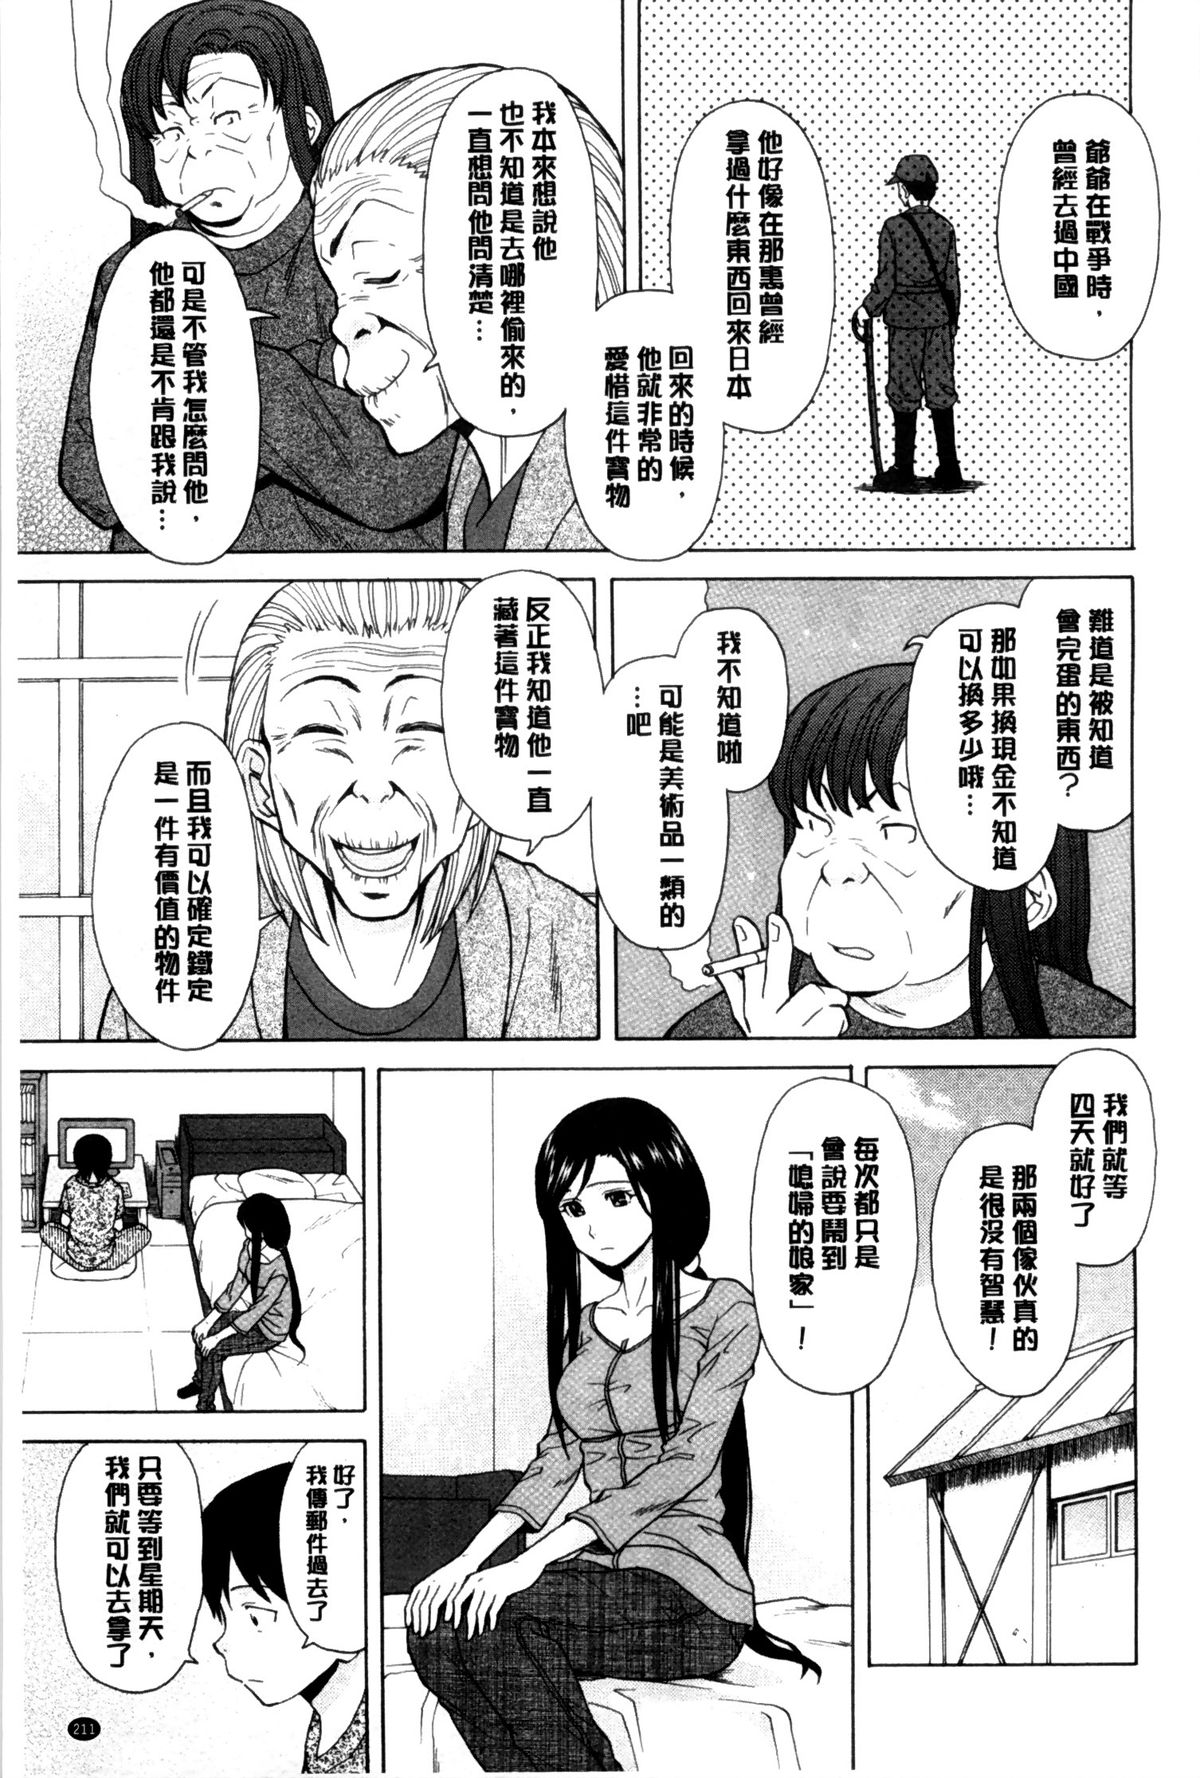 爺爺在戰爭時，
曾經去過中國
他好像在那裏曾經
拿過什麼東西回來日本
回來的時候，
他就非常的
愛惜這件寶物
我本來想說他
也不知道是去哪裡偷來的，
一直想問他問清楚…
可是不管我怎麼問他，
他都還是不肯跟我說…
難道是被知道
會完蛋的東西？
那如果換現金不知道
可以換多少哦…
我不知道啦
可能是美術品一類的
…吧
反正我知道他一直
藏著這件寶物
而且我可以確定鐵定
是一件有價值的物件
我們就等
四天就好了
那兩個傢伙真的
是很沒有智慧！
每次都只是
會說要鬧到
「媳婦的娘家」！
好了，
我傳郵件過去了
只要等到星期天，
我們就可以去拿了
211